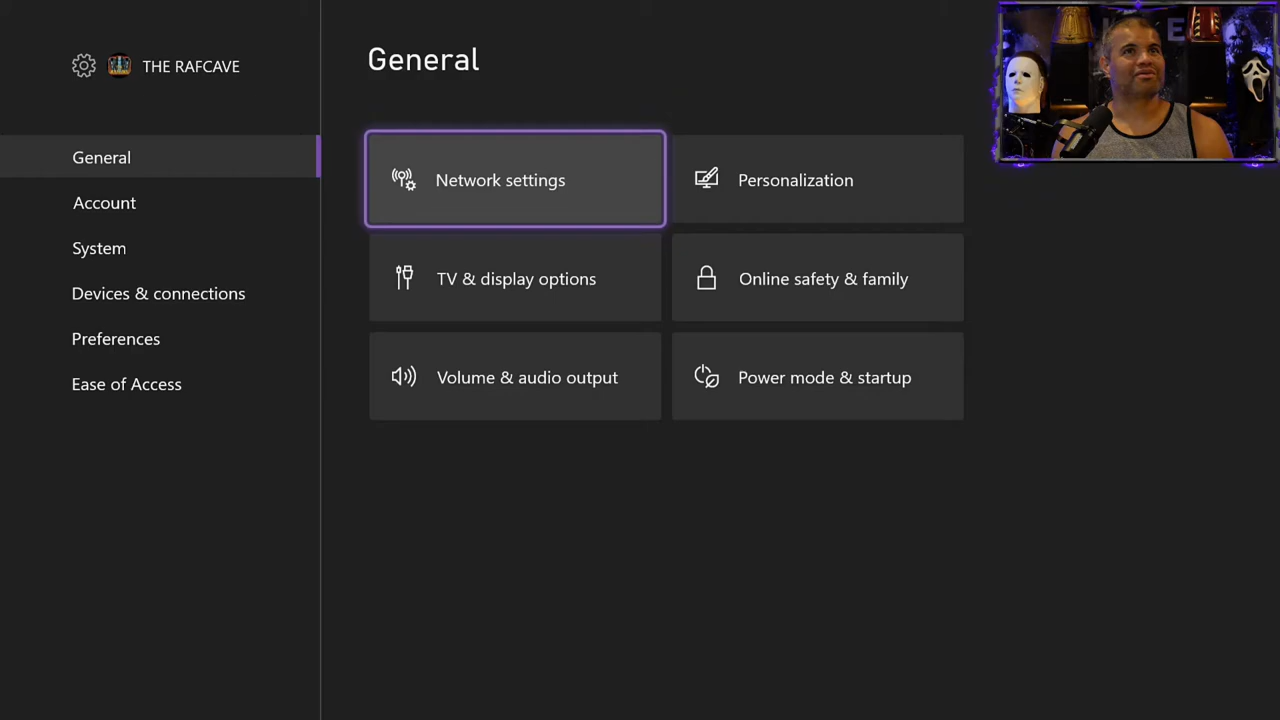 THE RAFCAVE
General
Account
System
Devices & connections
Preferences
Ease of Access
General
Network settings
Personalization
TV & display options
Online safety & family
Volume & audio output
Power mode & startup